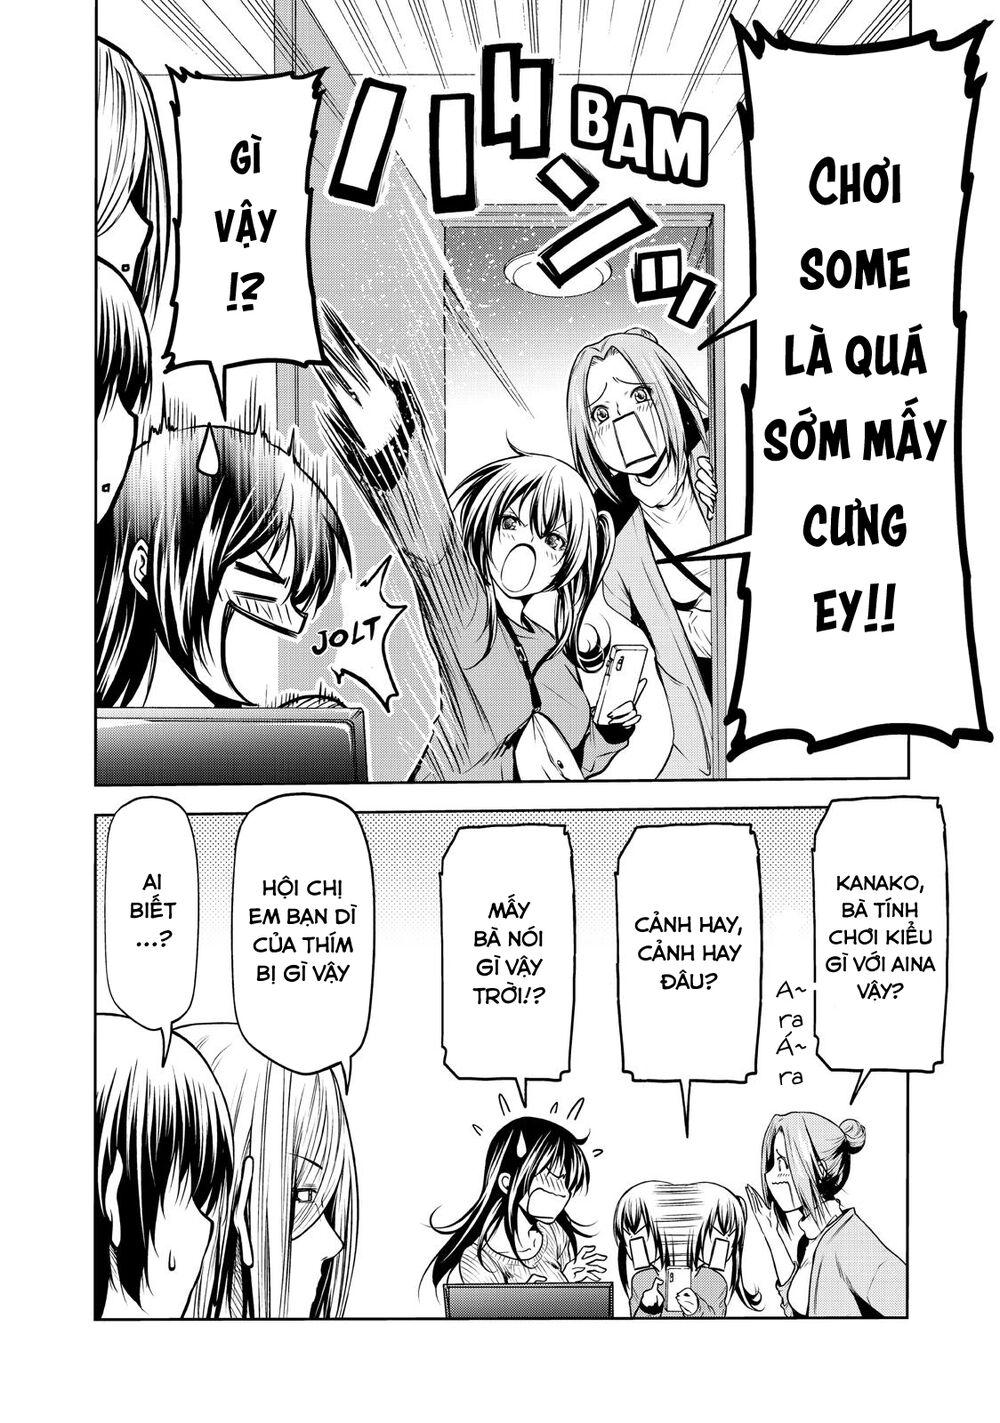 CHƠI
SOME
LÀ QUÁ
SỚM MẤY
CƯNG
EY!!
BAM
GÌ
VẬY
!?
JOLT
KANAKO,
BÀ TÍNH
CHƠI KIỂU
GÌ VỚI AINA
VẬY?
A~
ra
Á~
ra
CẢNH HAY,
CẢNH HAY
ĐÂU?
MẤY
BÀ NÓI
GÌ VẬY
TRỜI!?
HỘI CHỊ
EM BẠN DÌ
CỦA THÍM
BỊ GÌ VẬY
AI
BIẾT
...?